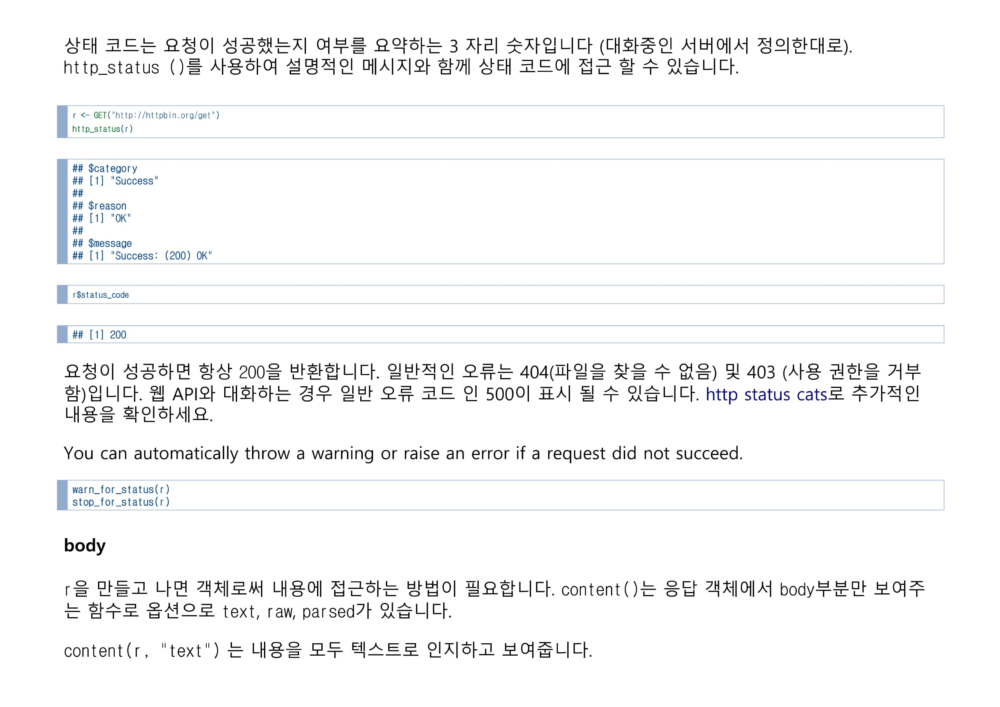 상태 코드는 요청이 성공했는지 여부를 요약하는 3 자리 숫자입니다 (대화중인 서버에서 정의한대로).
http_status ()를 사용하여 설명적인 메시지와 함께 상태 코드에 접근 할 수 있습니다.
r <- GET("http://httpbin.org/get")
http_status(r)
## $category
## [1] "Success"
##
## $reason
## [1] "OK"
##
## $message
## [1] "Success: (200) OK"
r$status_code
## [1] 200
요청이 성공하면 항상 200을 반환합니다. 일반적인 오류는 404(파일을 찾을 수 없음) 및 403 (사용 권한을 거부
함)입니다. 웹 API와 대화하는 경우 일반 오류 코드 인 500이 표시 될 수 있습니다. http status cats로 추가적인
내용을 확인하세요.
You can automatically throw a warning or raise an error if a request did not succeed.
warn_for_status(r)
stop_for_status(r)
body
r을 만들고 나면 객체로써 내용에 접근하는 방법이 필요합니다. content()는 응답 객체에서 body부분만 보여주
는 함수로 옵션으로 text, raw, parsed가 있습니다.
content(r, "text") 는 내용을 모두 텍스트로 인지하고 보여줍니다.